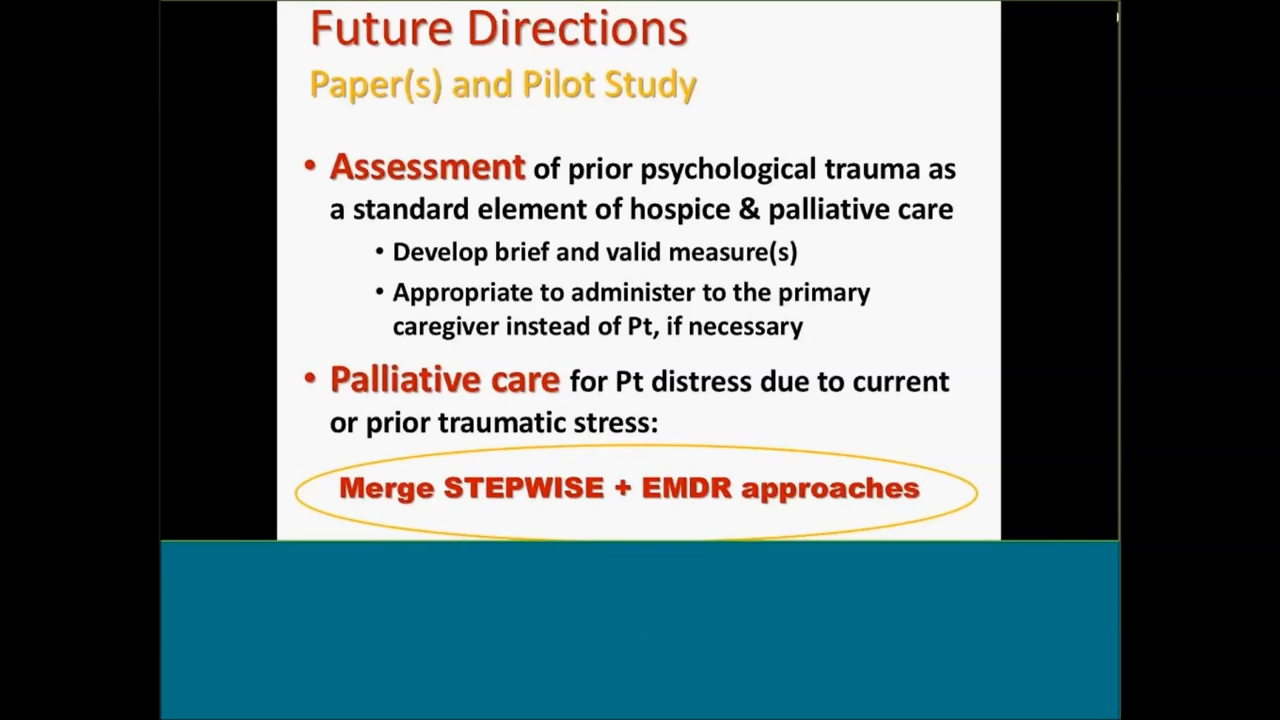 Future Directions
Paper(s) and Pilot Study
• Assessment of prior psychological trauma as
a standard element of hospice & palliative care
• Develop brief and valid measure(s)
• Appropriate to administer to the primary
caregiver instead of Pt, if necessary
• Palliative care for Pt distress due to current
or prior traumatic stress:
Merge STEPWISE + EMDR approaches